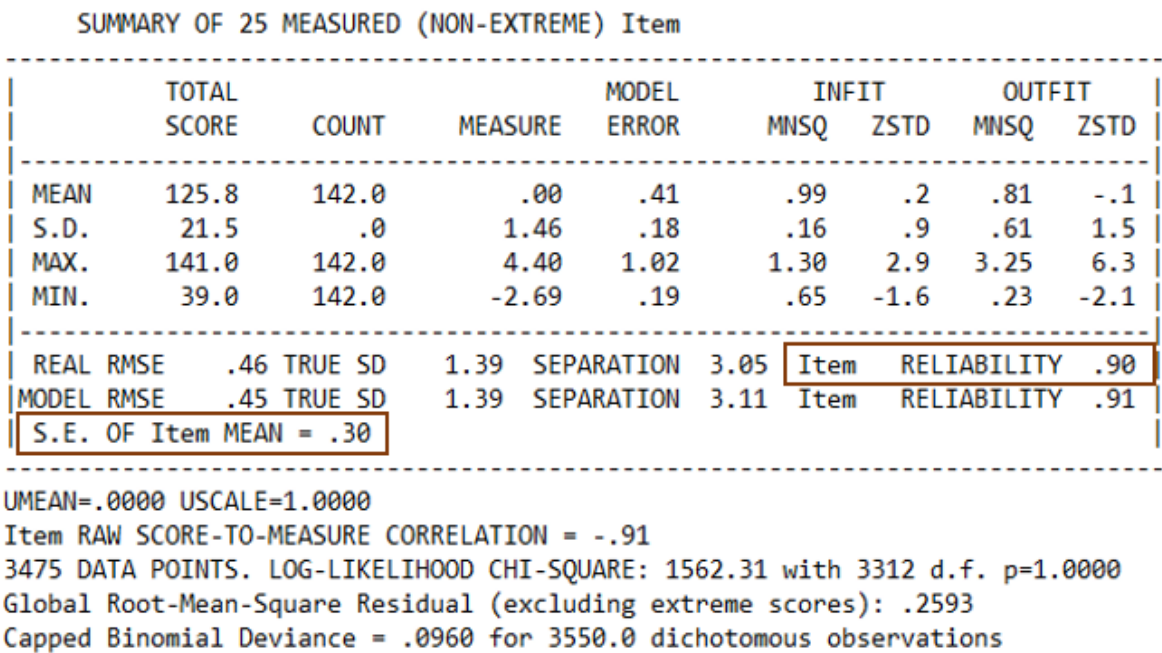 SUMMARY OF 25 MEASURED (NON-EXTREME) Item
TOTAL MODEL INFIT OUTFIT
SCORE COUNT MEASURE ERROR MNSQ ZSTD MNSQ ZSTD
MEAN 125.8 142.0 .00 .41 .99 .2 .81 -.1
S.D. 21.5 .0 1.46 .18 .16 .9 .61 1.5
MAX. 141.0 142.0 4.40 1.02 1.30 2.9 3.25 6.3
MIN. 39.0 142.0 -2.69 .19 .65 -1.6 .23 -2.1
REAL RMSE .46 TRUE SD 1.39 SEPARATION 3.05 Item RELIABILITY .90
MODEL RMSE .45 TRUE SD 1.39 SEPARATION 3.11 Item RELIABILITY .91
S.E. OF Item MEAN = .30
UMEAN=.0000 USCALE=1.0000
Item RAW SCORE-TO-MEASURE CORRELATION = -.91
3475 DATA POINTS. LOG-LIKELIHOOD CHI-SQUARE: 1562.31 with 3312 d.f. p=1.0000
Global Root-Mean-Square Residual (excluding extreme scores): .2593
Capped Binomial Deviance = .0960 for 3550.0 dichotomous observations